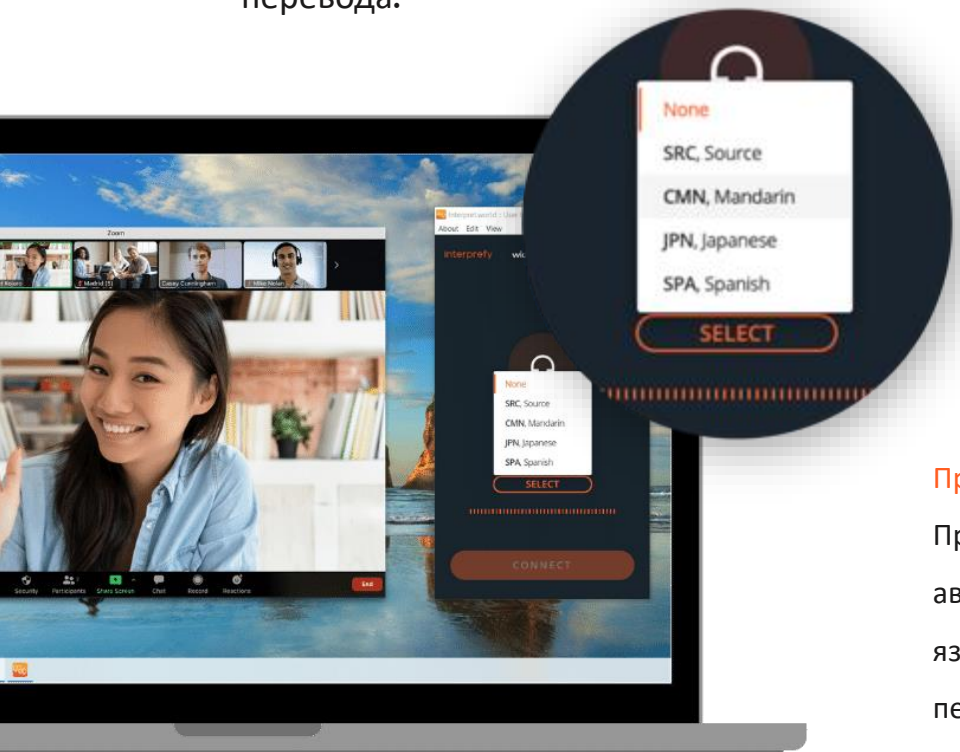 перевода.
None
SRC, Source
CMN, Mandarin
JPN, Japanese
SPA, Spanish
SELECT
Zoom
Madrid (5)
Casey Cunningham
Mike Nolan
Security
Participants
Share Screen
Chat
Record
Reactions
End
About Edit View
interprefy
None
SRC, Source
CMN, Mandarin
JPN, Japanese
SPA, Spanish
SELECT
CONNECT
Пр
Пр
ав
яз
пе